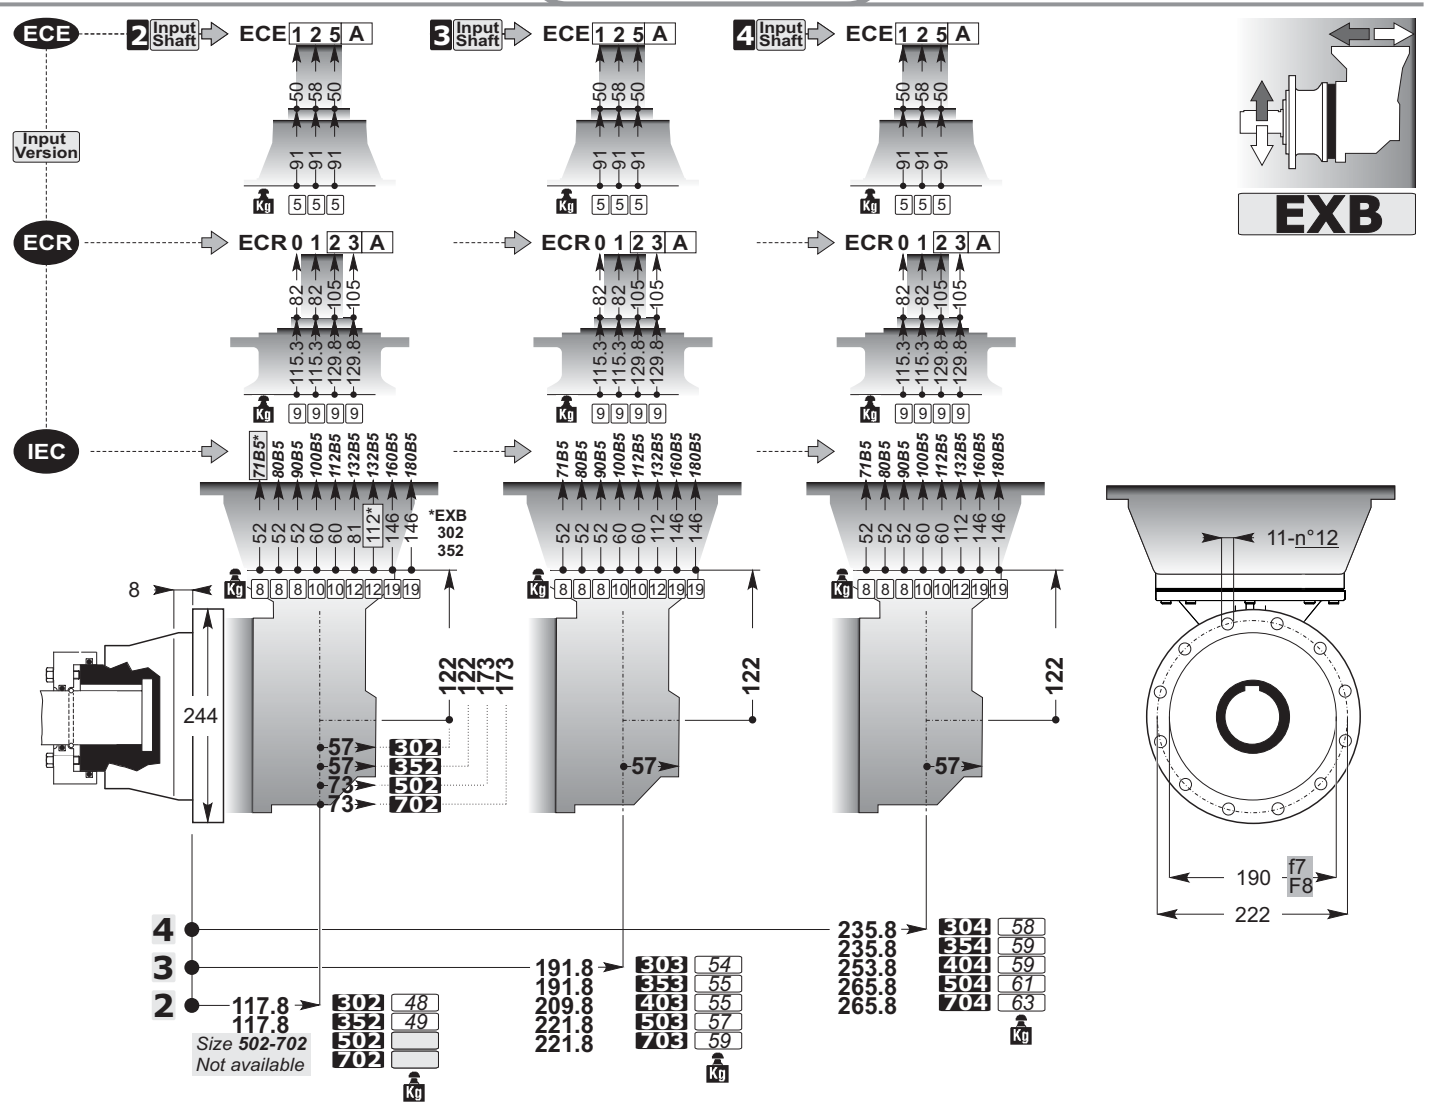 ECE
2 Input Shaft ECE 1 2 5 A
3 Input Shaft ECE 1 2 5 A
4 Input Shaft ECE 1 2 5 A
50 58 50
50 58 50
50 58 50
Input Version
91 91 91
91 91 91
91 91 91
Kg 5 5 5
Kg 5 5 5
Kg 5 5 5
EXB
ECR
ECR 0 1 2 3 A
ECR 0 1 2 3 A
ECR 0 1 2 3 A
82 82 105 105
82 82 105 105
82 82 105 105
115.3 115.3 129.8 129.8
115.3 115.3 129.8 129.8
115.3 115.3 129.8 129.8
Kg 9 9 9 9
Kg 9 9 9 9
Kg 9 9 9 9
IEC
71B5* 80B5 90B5 100B5 112B5 132B5 132B5 160B5 180B5
71B5 80B5 90B5 100B5 112B5 132B5 160B5 180B5
71B5 80B5 90B5 100B5 112B5 132B5 160B5 180B5
52 52 52 60 60 81 112* 146 146
*EXB
302
352
52 52 52 60 60 112 146 146
52 52 52 60 60 112 146 146
11-n°12
Kg 8 8 8 10 10 12 12 19 19
Kg 8 8 8 10 10 12 19 19
Kg 8 8 8 10 10 12 19 19
8
244
122 122 173 173
122
122
57 302
57 352
73 502
73 702
57
57
190 f7 F8
222
4 235.8 304 58
235.8 354 59
253.8 404 59
265.8 504 61
265.8 704 63
Kg
3 191.8 303 54
191.8 353 55
209.8 403 55
221.8 503 57
221.8 703 59
Kg
2 117.8 302 48
117.8 352 49
Size 502-702
Not available
502
702
Kg